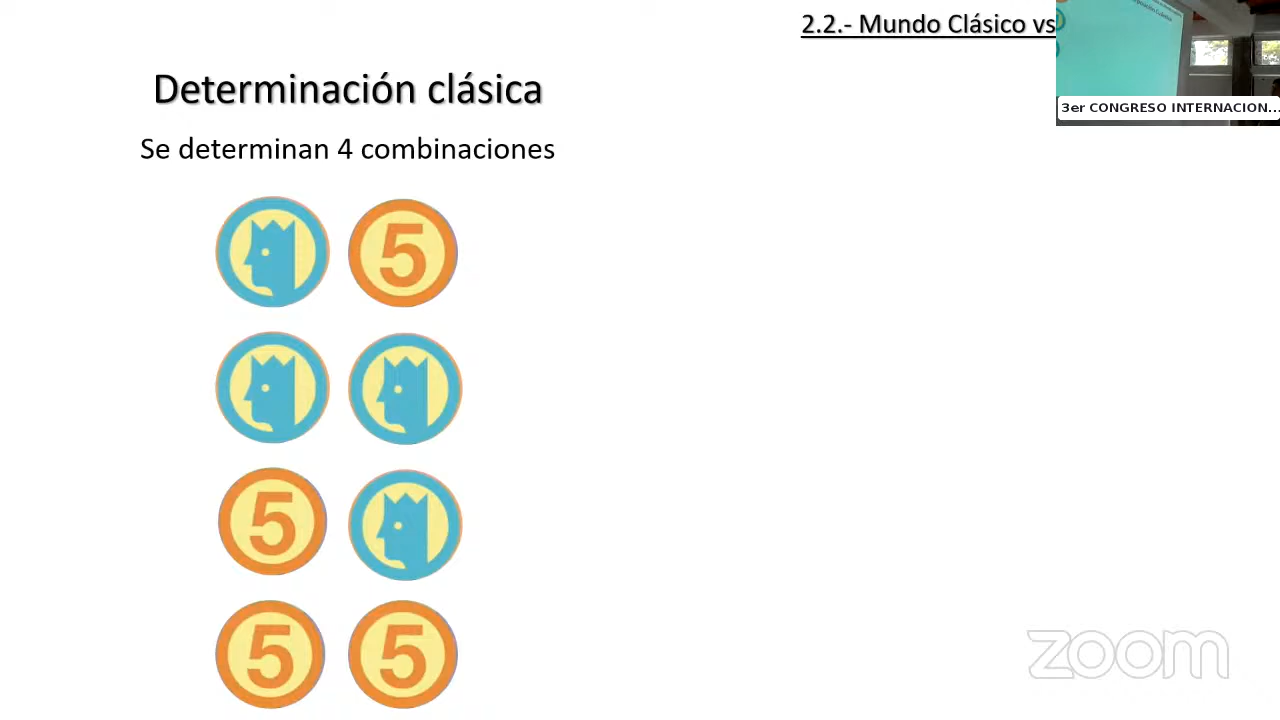 2.2.- Mundo Clásico vs
3er CONGRESO INTERNACION...
Determinación clásica
Se determinan 4 combinaciones
5
5
5 5
zoom